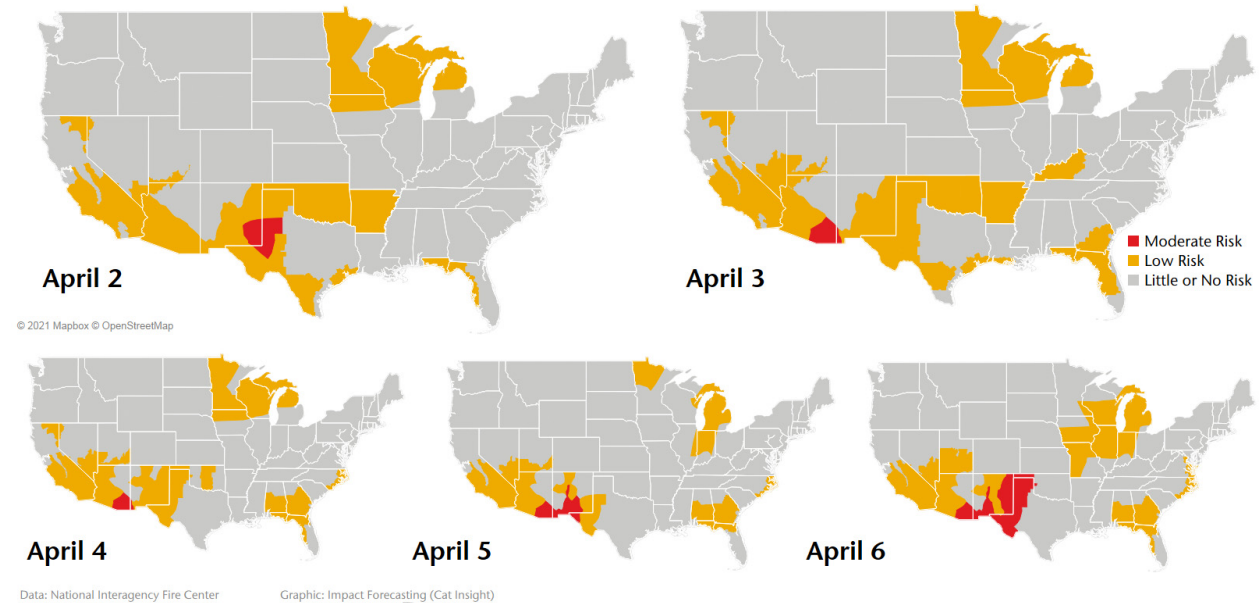 April 2
April 3
Moderate Risk
Low Risk
Little or No Risk
© 2021 Mapbox © OpenStreetMap
April 4
April 5
April 6
Data: National Interagency Fire Center
Graphic: Impact Forecasting (Cat Insight)